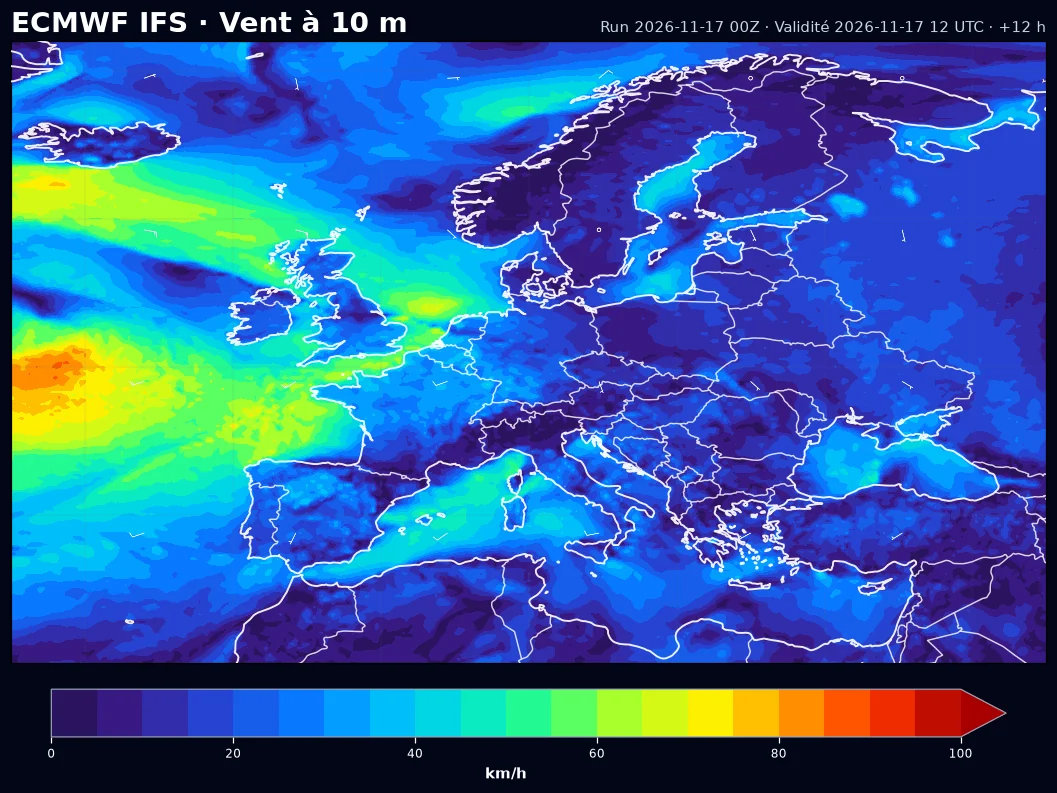 ECMWF IFS · Vent à 10 m
Run 2026-11-17 00Z · Validité 2026-11-17 12 UTC · +12 h
0 20 40 60 80 100
km/h